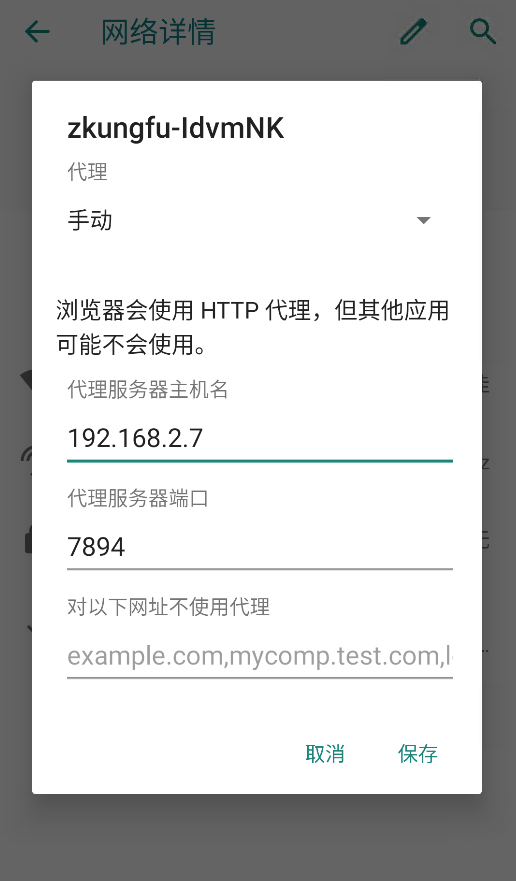 网络详情
zkungfu-IdvmNK
代理
手动
浏览器会使用 HTTP 代理，但其他应用
可能不会使用。
代理服务器主机名
192.168.2.7
代理服务器端口
7894
对以下网址不使用代理
example.com,mycomp.test.com,l
取消
保存